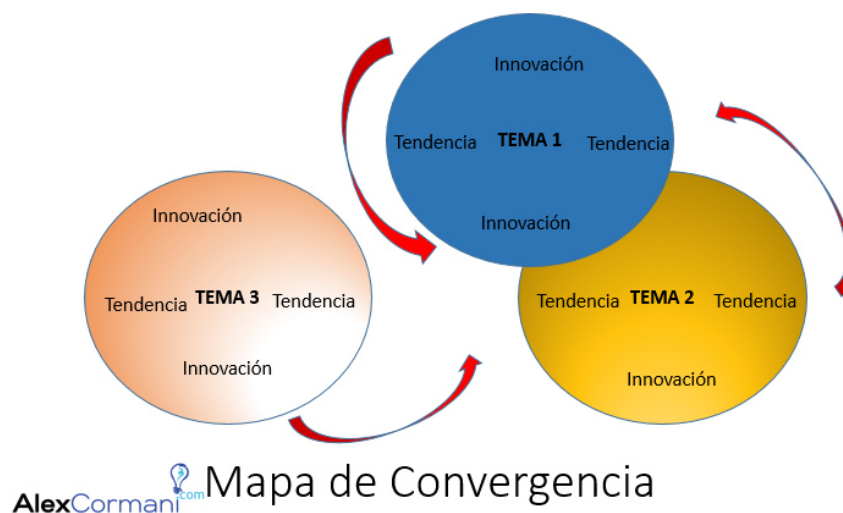 Innovación
Tendencia TEMA 1 Tendencia
Innovación
Innovación
Tendencia TEMA 3 Tendencia
Innovación
Tendencia TEMA 2 Tendencia
Innovación
Mapa de Convergencia
AlexCormani.com